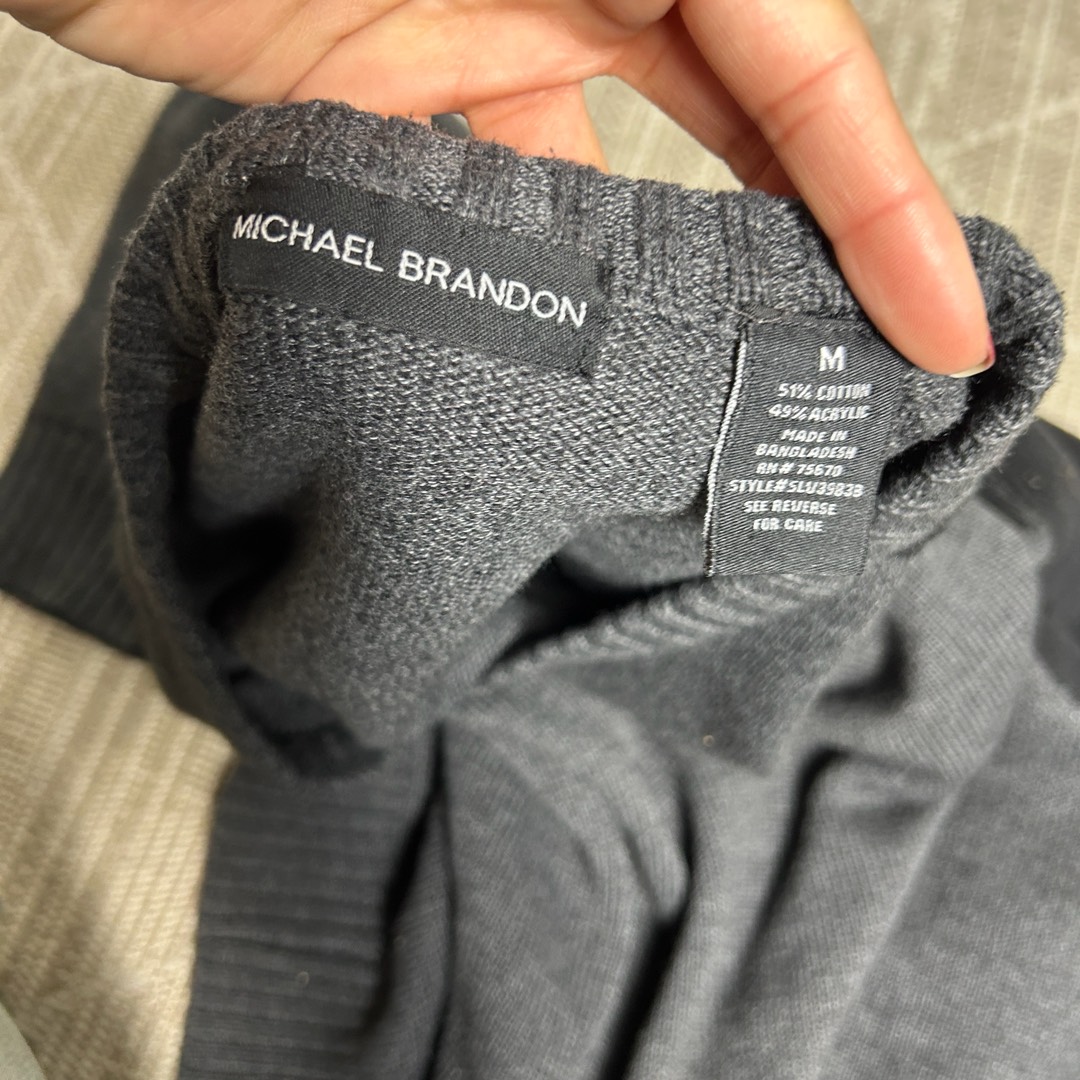 MICHAEL BRANDON
M
51% COTTON
49% ACRYLIC
MADE IN
BANGLADESH
RN# 75670
STYLE#SLU39833
SEE REVERSE
FOR CARE